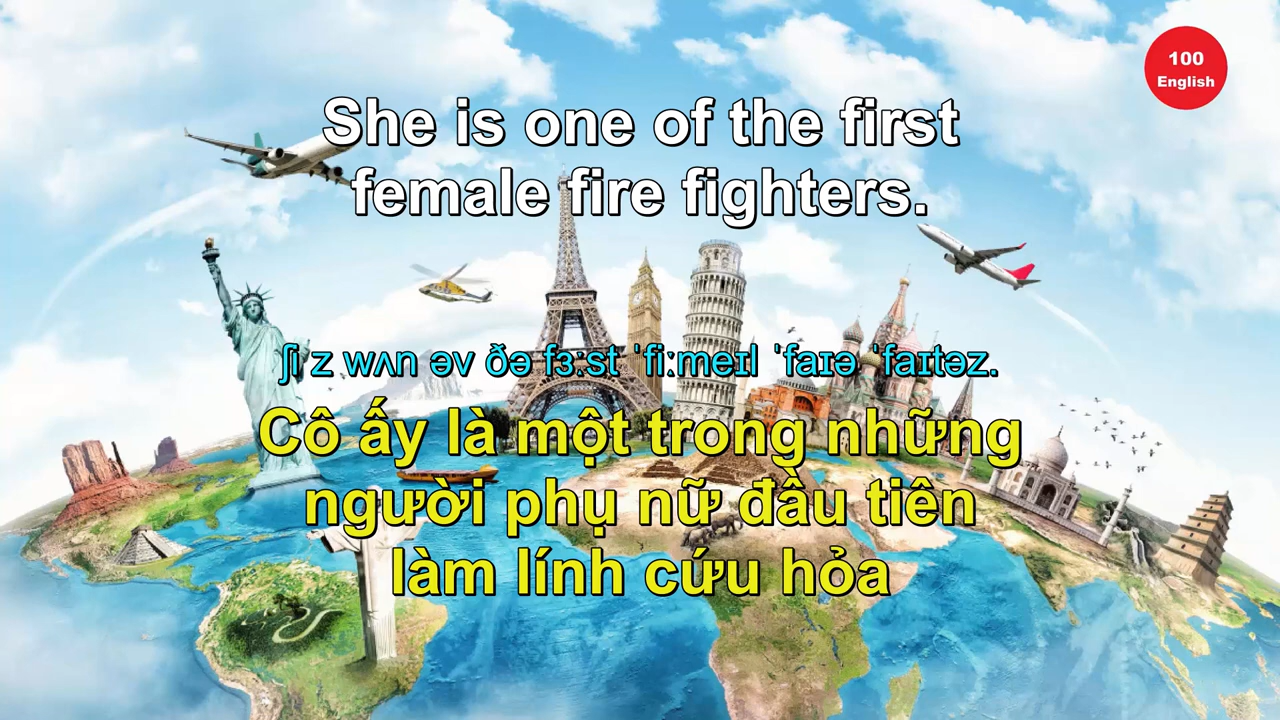 100
English
She is one of the first
female fire fighters.
ʃi z wʌn əv ðə fɜːst ˈfiːmeɪl ˈfaɪə ˈfaɪtəz.
Cô ấy là một trong những
người phụ nữ đầu tiên
làm lính cứu hỏa